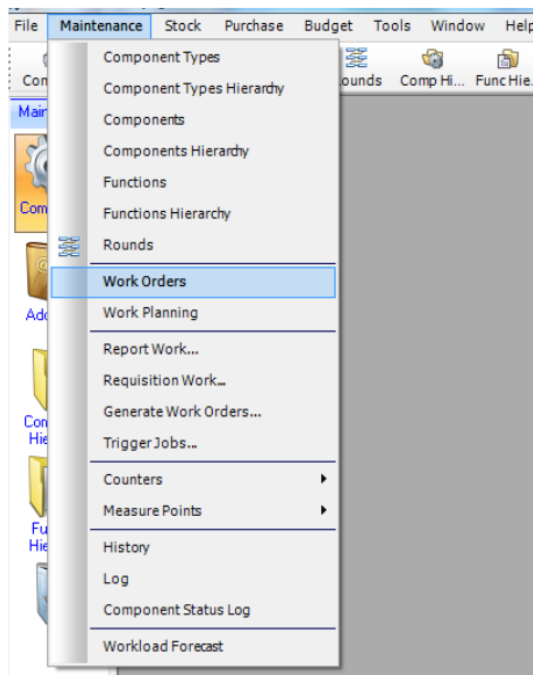 File Maintenance Stock Purchase Budget Tools Window Help
Comp Hi... Func Hie.
Component Types
Component Types Hierarchy
Components
Components Hierarchy
Functions
Functions Hierarchy
Rounds
Work Orders
Work Planning
Report Work...
Requisition Work...
Generate Work Orders...
Trigger Jobs...
Counters
Measure Points
History
Log
Component Status Log
Workload Forecast